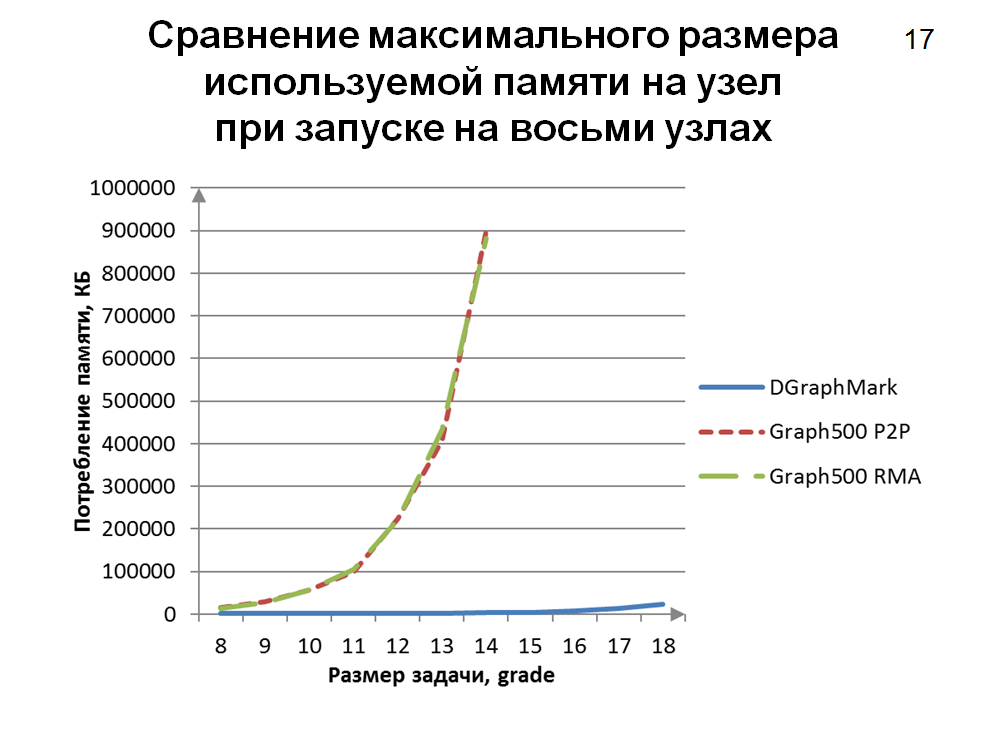 Сравнение максимального размера
используемой памяти на узел
при запуске на восьми узлах
17
Потребление памяти, КБ
1000000
900000
800000
700000
600000
500000
400000
300000
200000
100000
0
8 9 10 11 12 13 14 15 16 17 18
Размер задачи, grade
DGraphMark
Graph500 P2P
Graph500 RMA